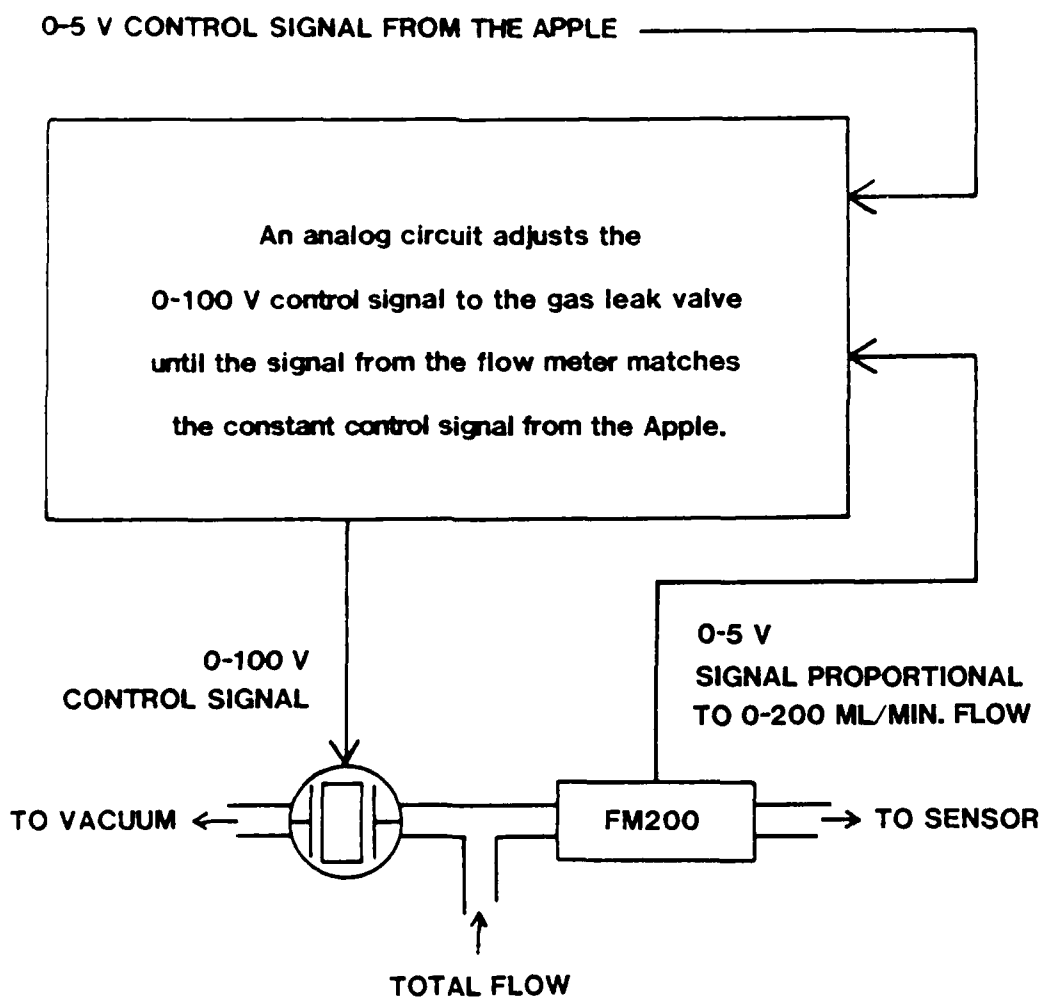 0-5 V CONTROL SIGNAL FROM THE APPLE
An analog circuit adjusts the
0-100 V control signal to the gas leak valve
until the signal from the flow meter matches
the constant control signal from the Apple.
0-100 V
CONTROL SIGNAL
0-5 V
SIGNAL PROPORTIONAL
TO 0-200 ML/MIN. FLOW
TO VACUUM
FM200
TO SENSOR
TOTAL FLOW